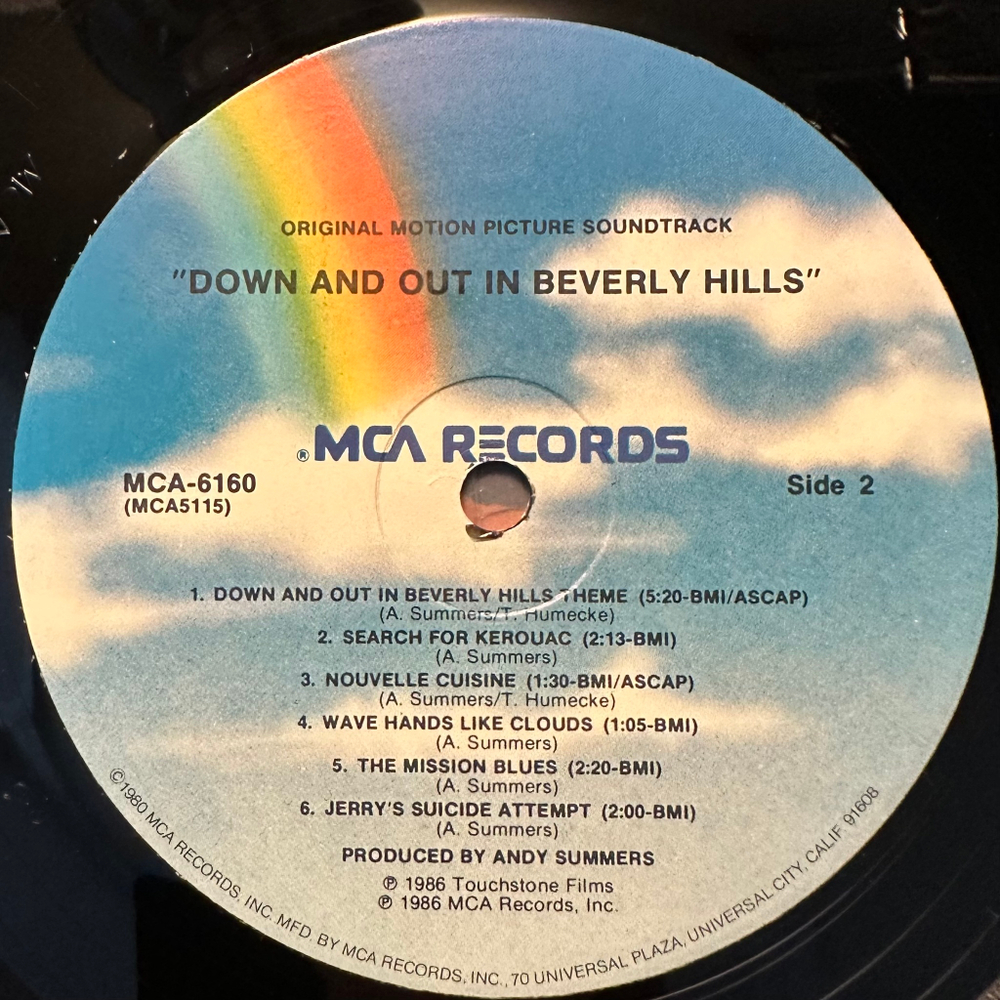 ORIGINAL MOTION PICTURE SOUNDTRACK
"DOWN AND OUT IN BEVERLY HILLS"
®MCA RECORDS
MCA-6160
(MCA5115)
Side 2
1. DOWN AND OUT IN BEVERLY HILLS THEME (5:20-BMI/ASCAP)
(A. Summers/T. Humecke)
2. SEARCH FOR KEROUAC (2:13-BMI)
(A. Summers)
3. NOUVELLE CUISINE (1:30-BMI/ASCAP)
(A. Summers/T. Humecke)
4. WAVE HANDS LIKE CLOUDS (1:05-BMI)
(A. Summers)
5. THE MISSION BLUES (2:20-BMI)
(A. Summers)
6. JERRY'S SUICIDE ATTEMPT (2:00-BMI)
(A. Summers)
PRODUCED BY ANDY SUMMERS
℗ 1986 Touchstone Films
℗ 1986 MCA Records, Inc.
©1980 MCA RECORDS, INC. MFD. BY MCA RECORDS, INC., 70 UNIVERSAL PLAZA, UNIVERSAL CITY, CALIF. 91608